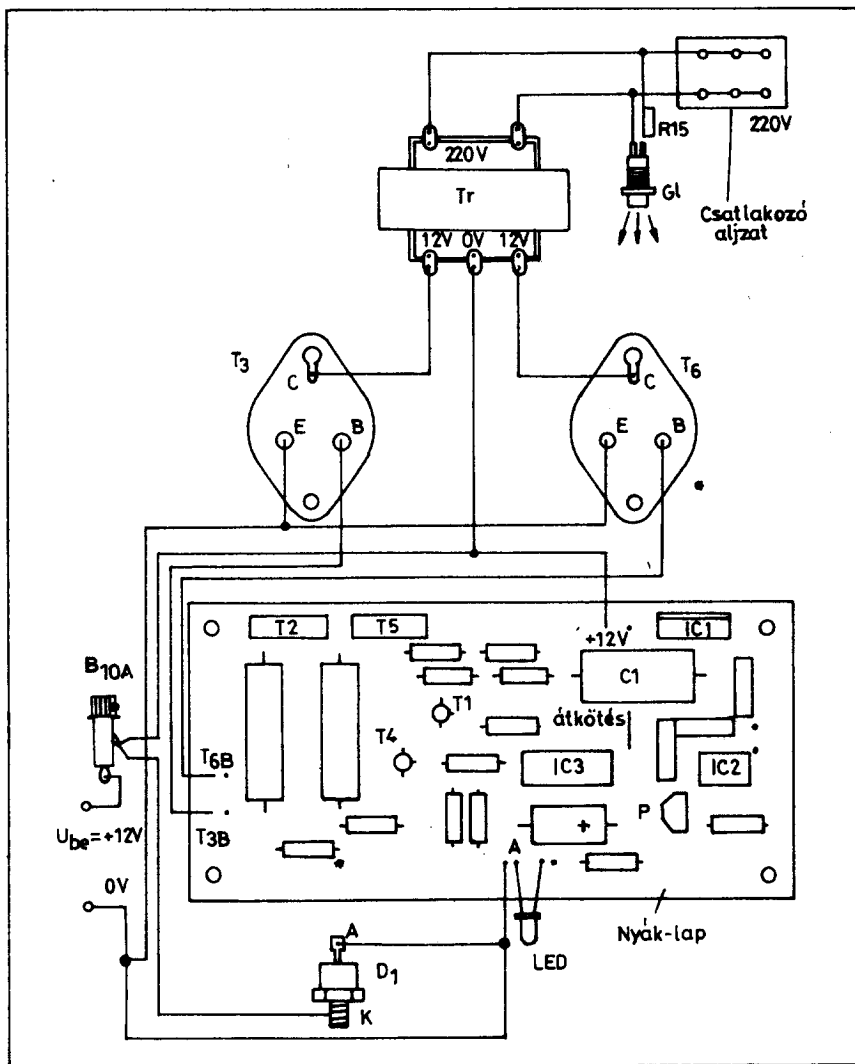 220V
R15
220V
Tr
Gl
Csatlakozó
aljzat
12V 0V 12V
T3
C
E
B
T6
C
E
B
T2
T5
+12V
IC1
B10A
C1
T1
átkötés
T4
T6B
IC3
IC2
P
Ube=+12V
T3B
+
A
0V
Nyák-lap
A
LED
D1
K